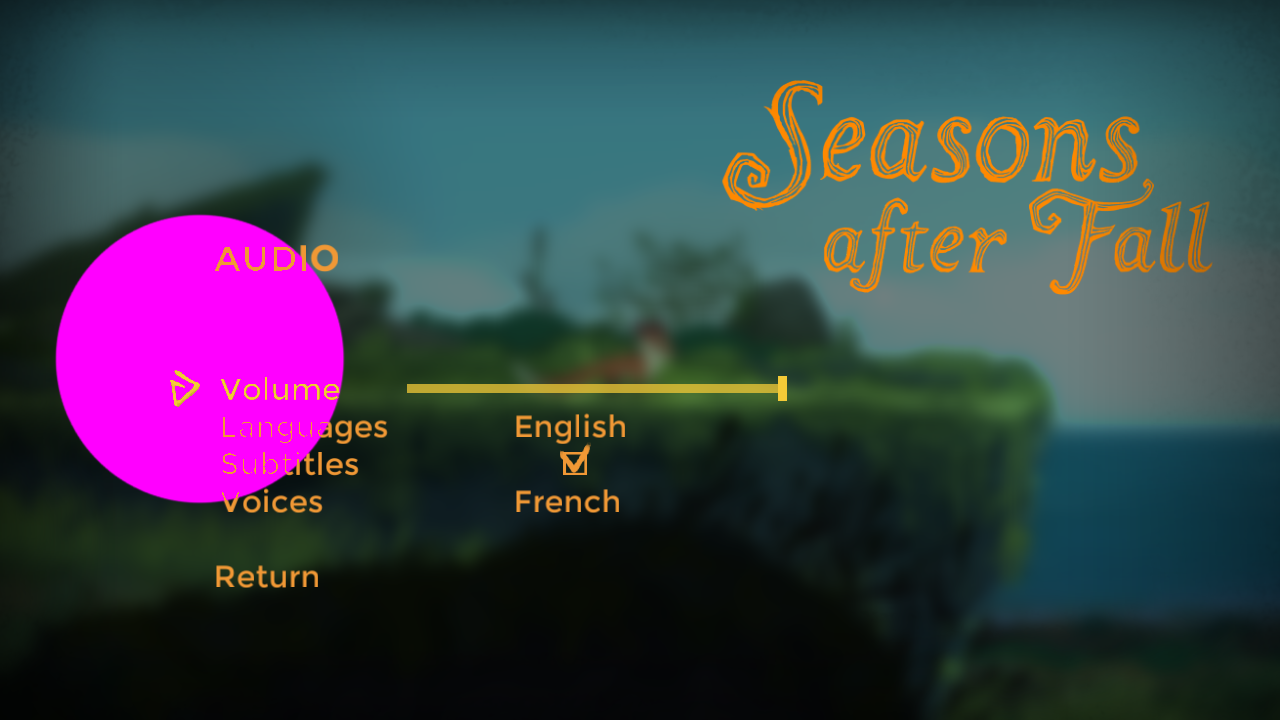 Seasons
after Fall
AUDIO
Volume
Languages English
Subtitles
Voices French
Return